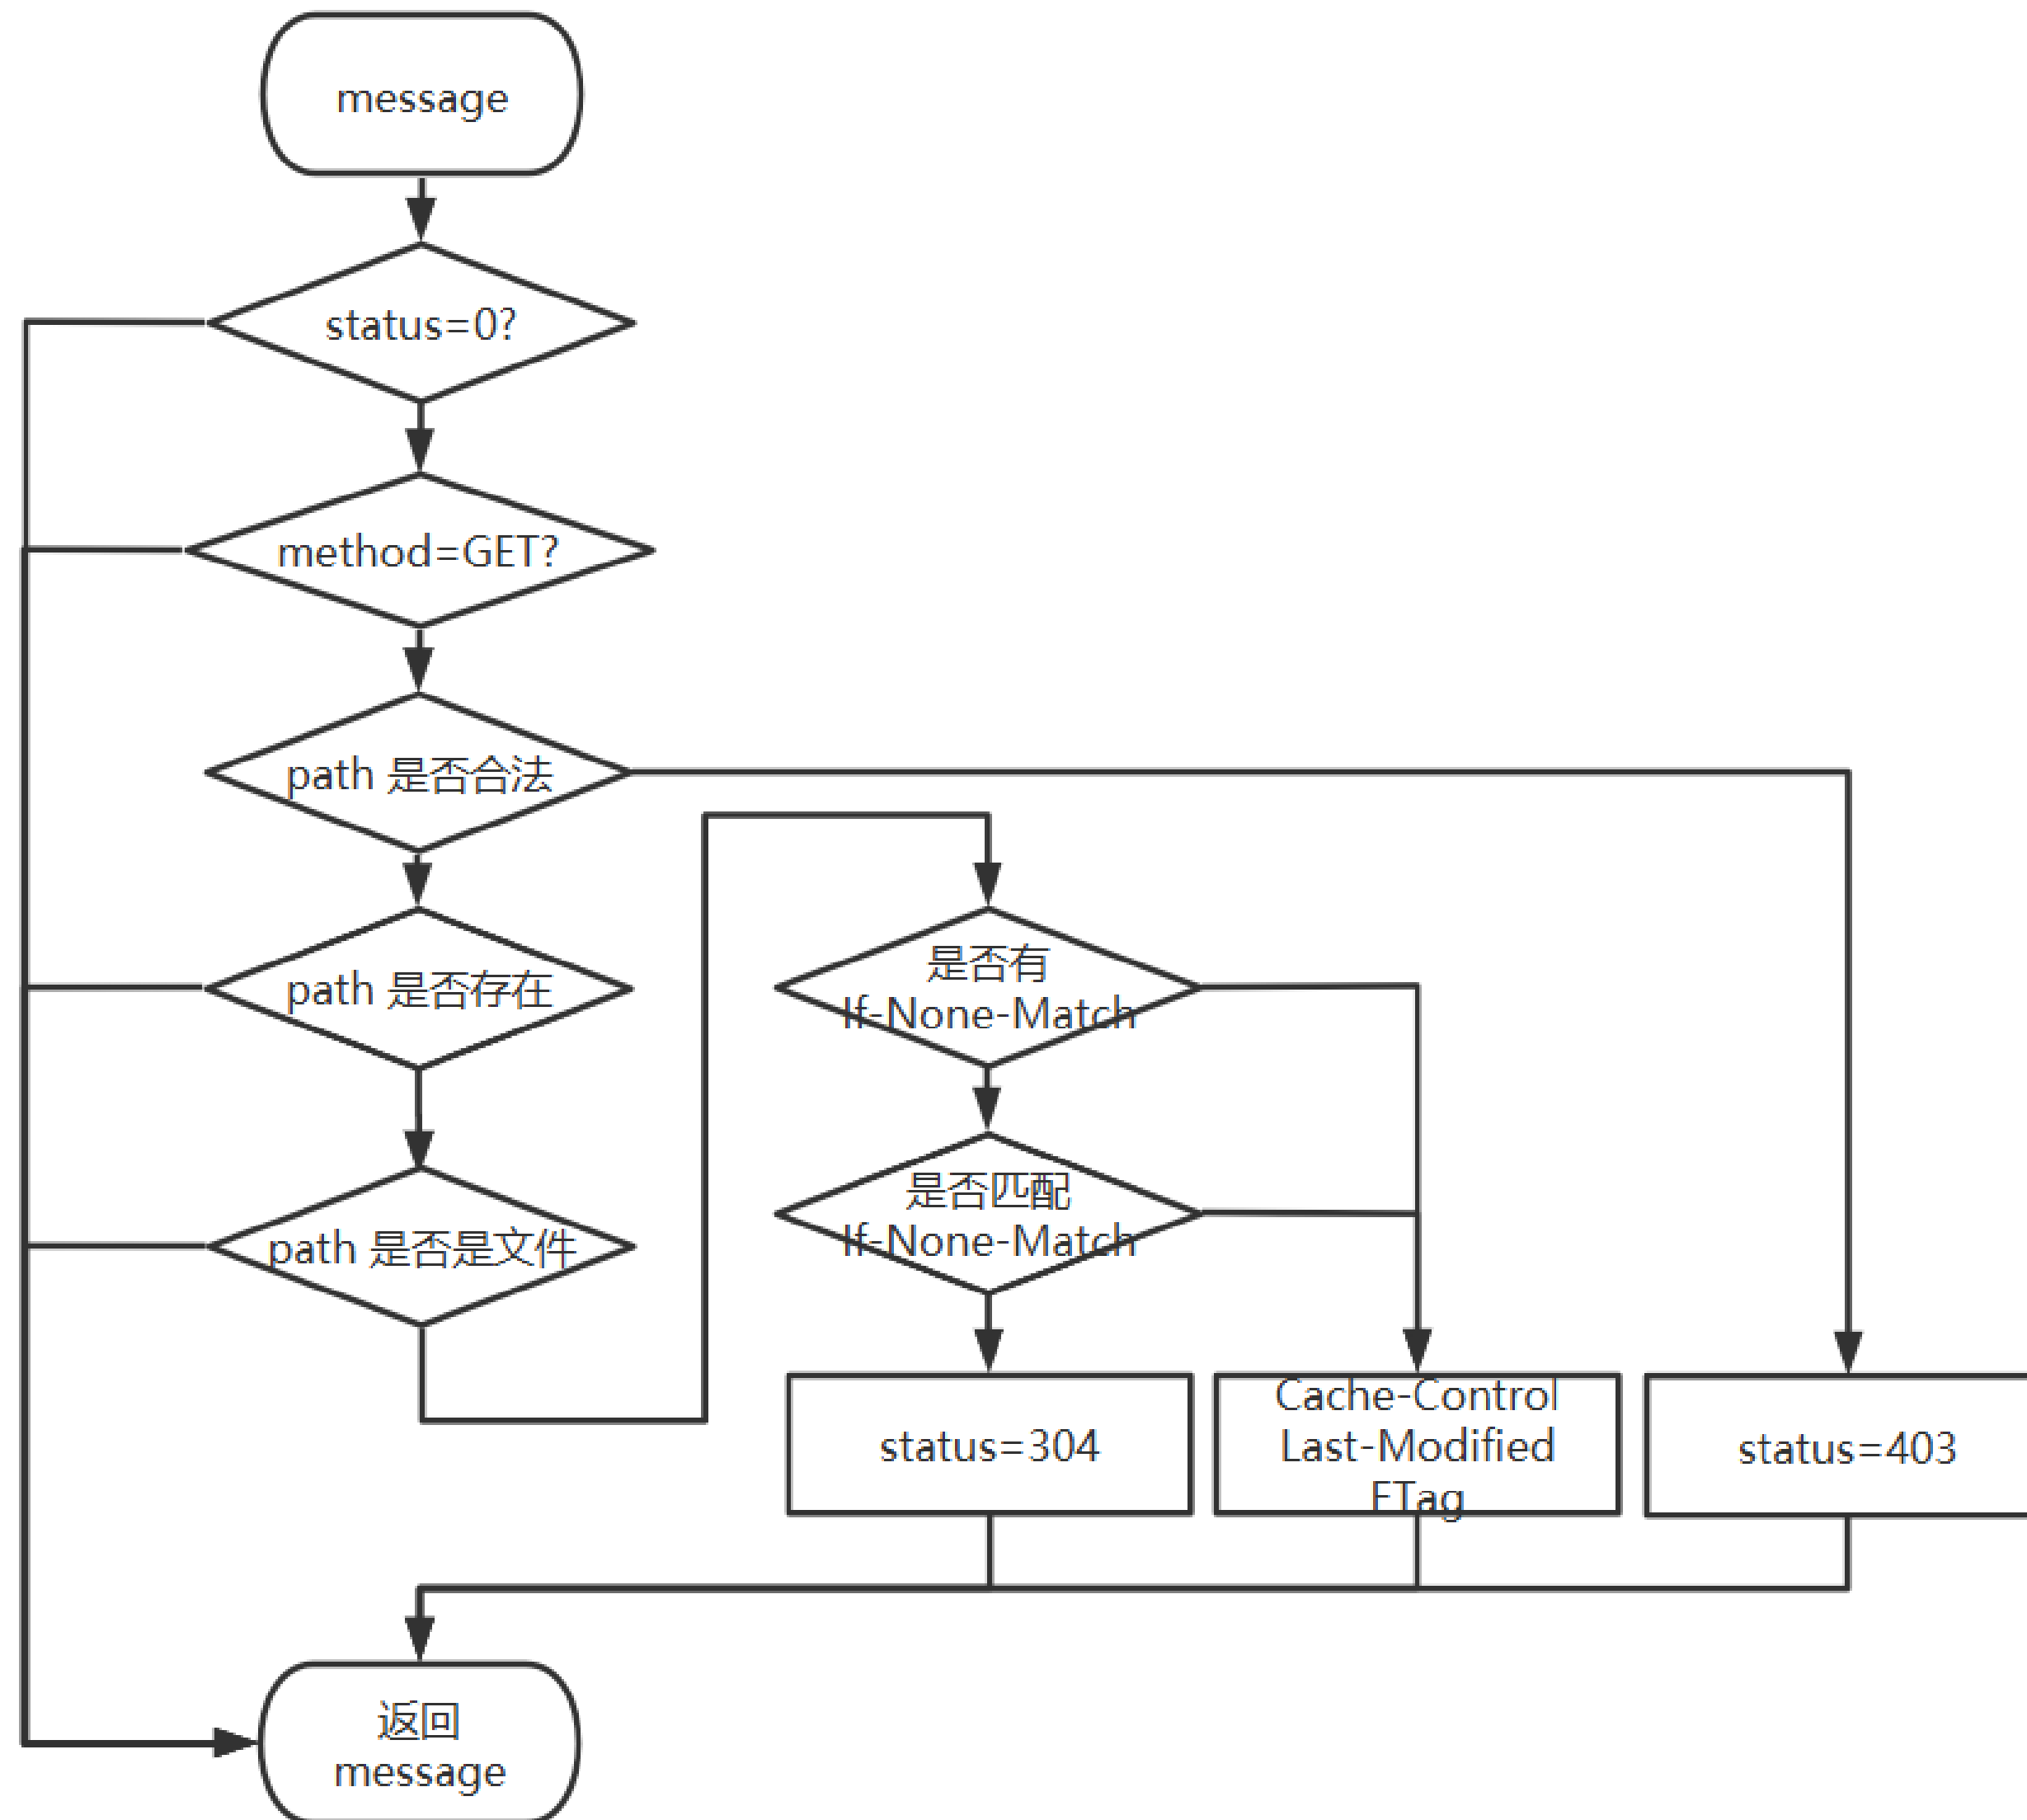 message
status=0?
method=GET?
path 是否合法
path 是否存在
path 是否是文件
是否有
If-None-Match
是否匹配
If-None-Match
status=304
Cache-Control
Last-Modified
ETag
status=403
返回
message